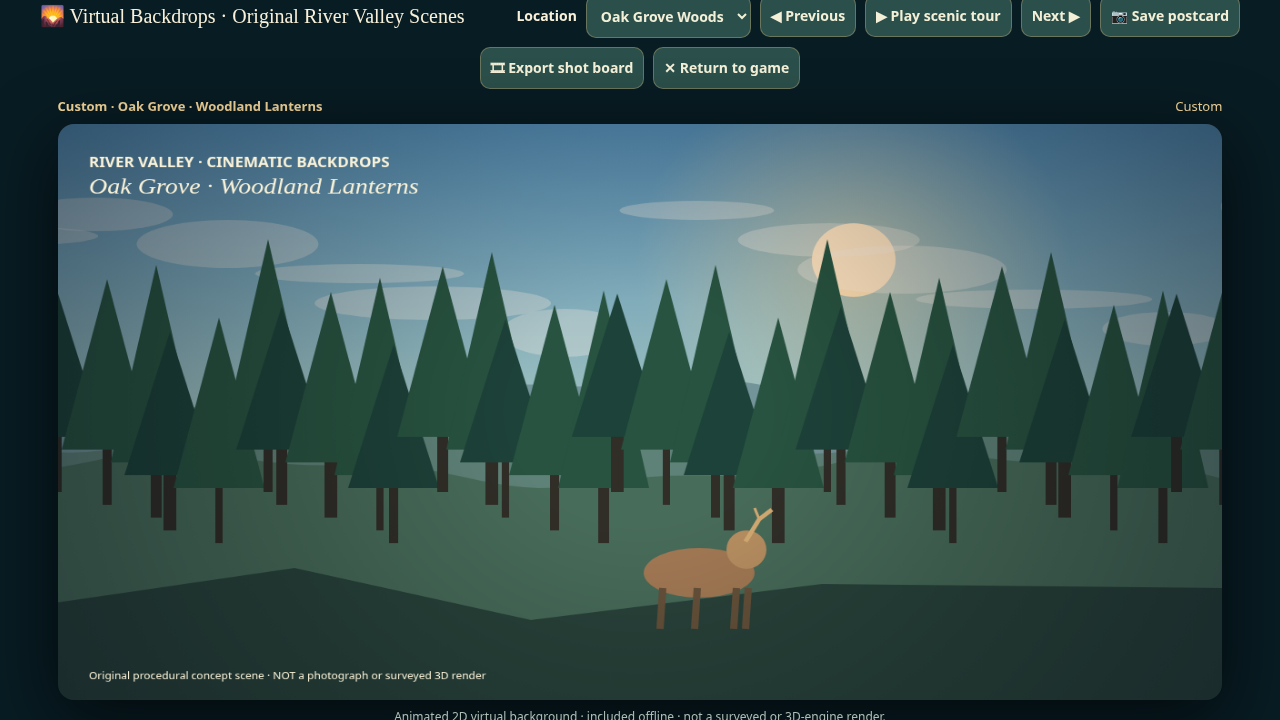 🌄 Virtual Backdrops · Original River Valley Scenes
Location Oak Grove Woods ◀ Previous ▶ Play scenic tour Next ▶ 📷 Save postcard
🎞 Export shot board ✕ Return to game
Custom · Oak Grove · Woodland Lanterns
Custom
RIVER VALLEY · CINEMATIC BACKDROPS
Oak Grove · Woodland Lanterns
Original procedural concept scene · NOT a photograph or surveyed 3D render
Animated 2D virtual background · included offline · not a surveyed or 3D-engine render.